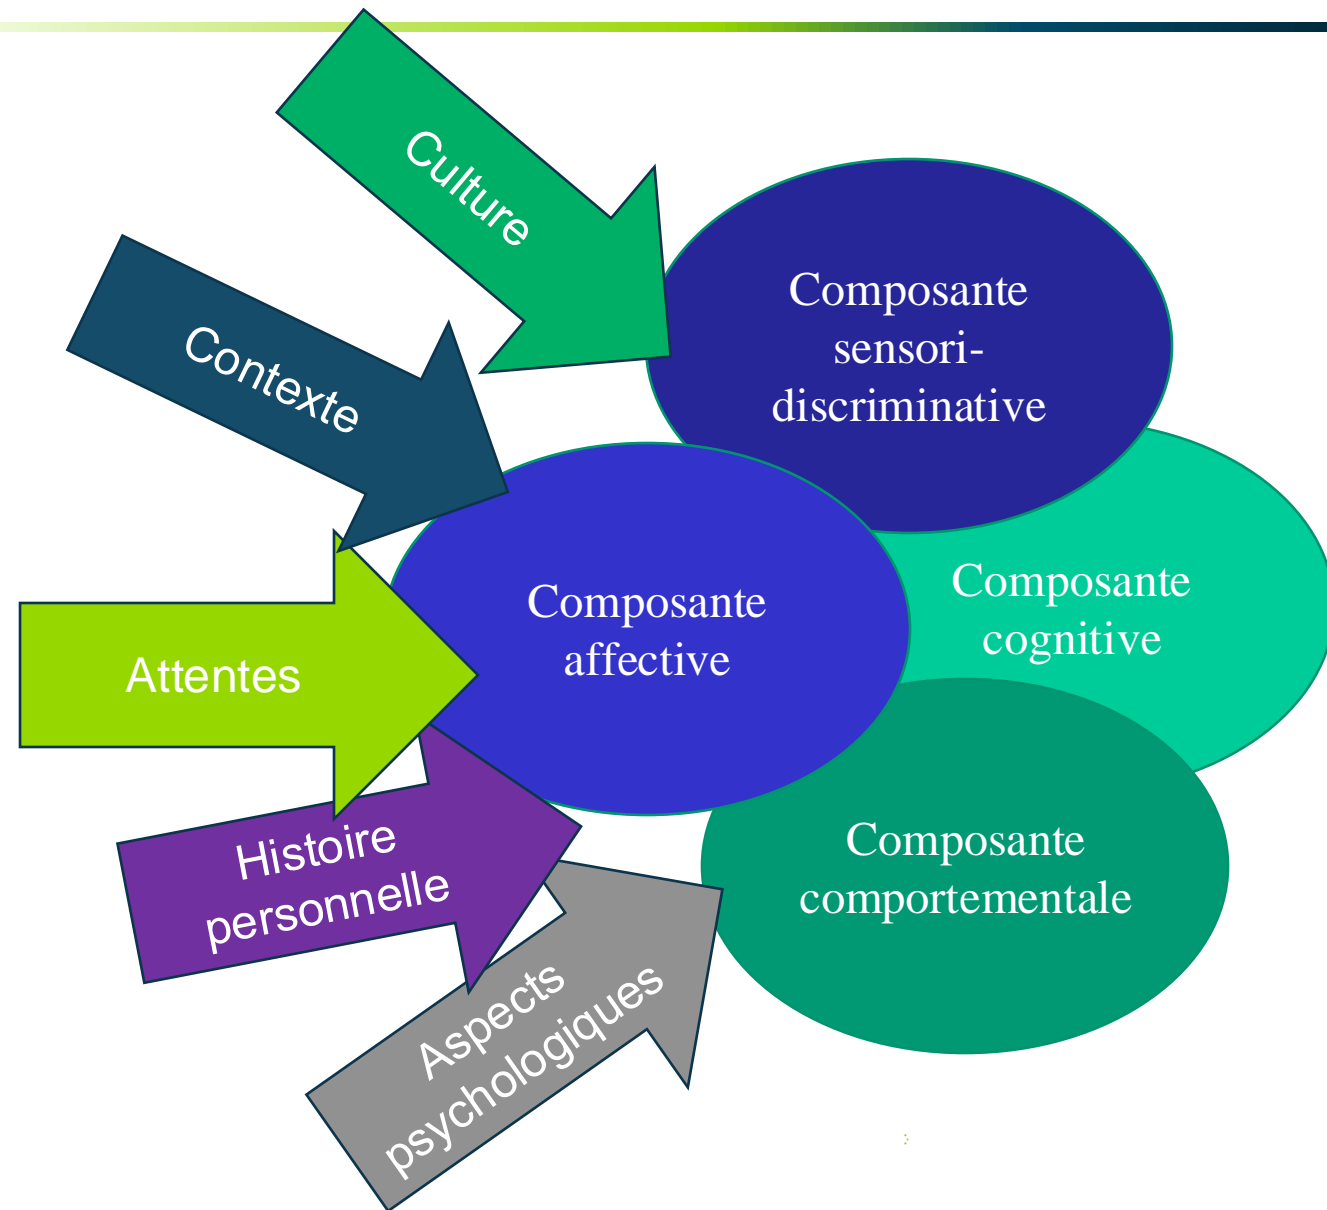 Culture
Contexte
Attentes
Histoire
personnelle
Aspects
psychologiques
Composante
sensori-
discriminative
Composante
affective
Composante
cognitive
Composante
comportementale